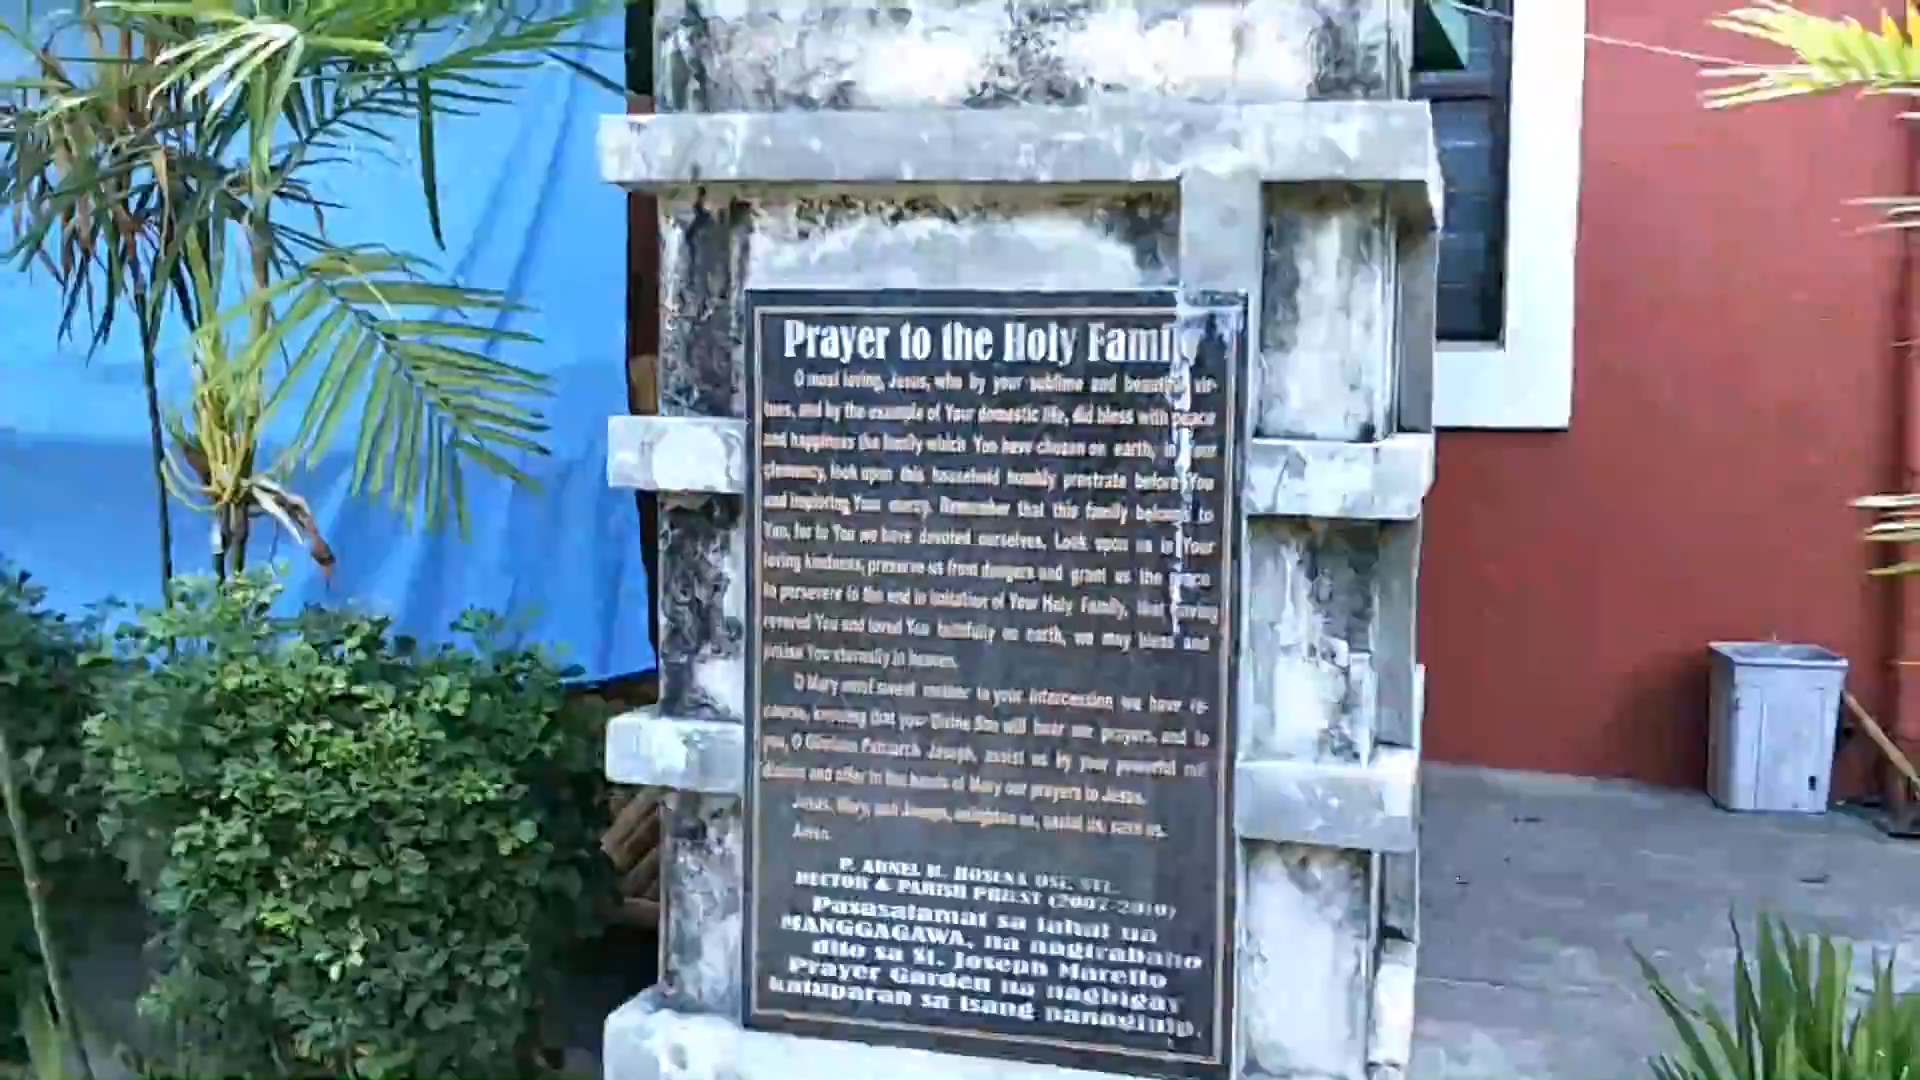 Prayer to the Holy Family
O most loving, Jesus, who by your sublime and beautiful vir-
tues, and by the example of Your domestic life, did bless with peace
and happiness the family which You have chosen on earth, in Your
clemency, look upon this household humbly prostrate before You
and imploring Your mercy. Remember that this family belongs to
You, for to You we have devoted ourselves. Look upon us in Your
loving kindness, preserve us from dangers and grant us the grace
to persevere to the end in imitation of Your Holy Family, that having
revered You and loved You faithfully on earth, we may bless and
praise You eternally in heaven.
O Mary most sweet mother to your intercession we have re-
course, knowing that your Divine Son will hear our prayers, and to
you, O Glorious Patriarch Joseph, assist us by your powerful
and offer in the hands of Mary our prayers to Jesus.
Jesus, Mary, and Joseph, enlighten us, assist us, save us.
Amen.
P. ARNEL H. HOSENA OSJ,
RECTOR & PARISH PRIEST (2007-2010)
Pasasalamat sa lahat na
MANGGAGAWA, na nagtrabaho
dito sa St. Joseph Marello
Prayer Garden na nagbigay
katuparan sa isang panaginip.